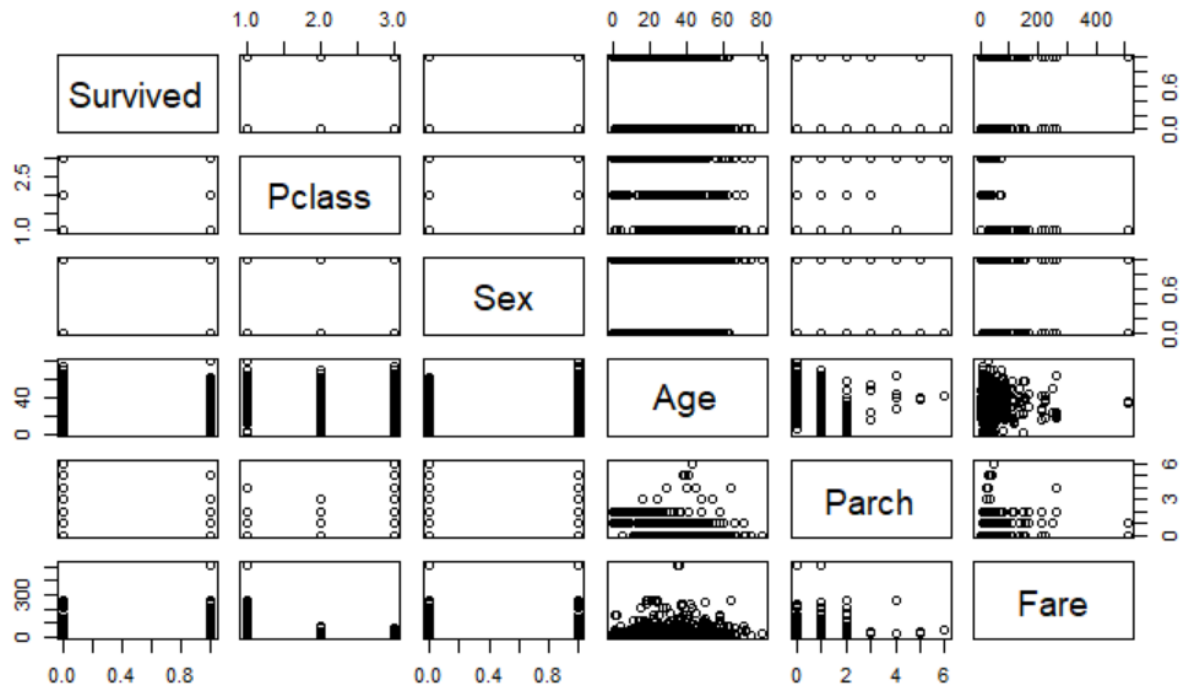 1.0 2.0 3.0 0 20 40 60 80 0 200 400
Survived 0.0 0.6
1.0 2.5 Pclass
Sex 0.0 0.6
0 40 Age
Parch 0 3 6
0 300 Fare
0.0 0.4 0.8 0.0 0.4 0.8 0 2 4 6